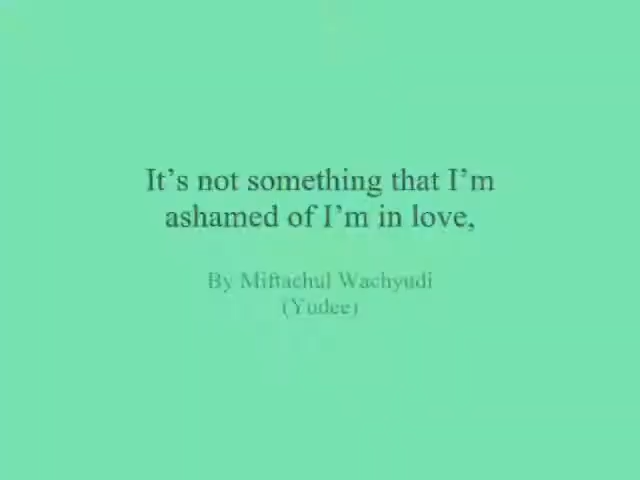 It’s not something that I’m
ashamed of I’m in love,
By Miftachul Wachyudi
(Yudee)